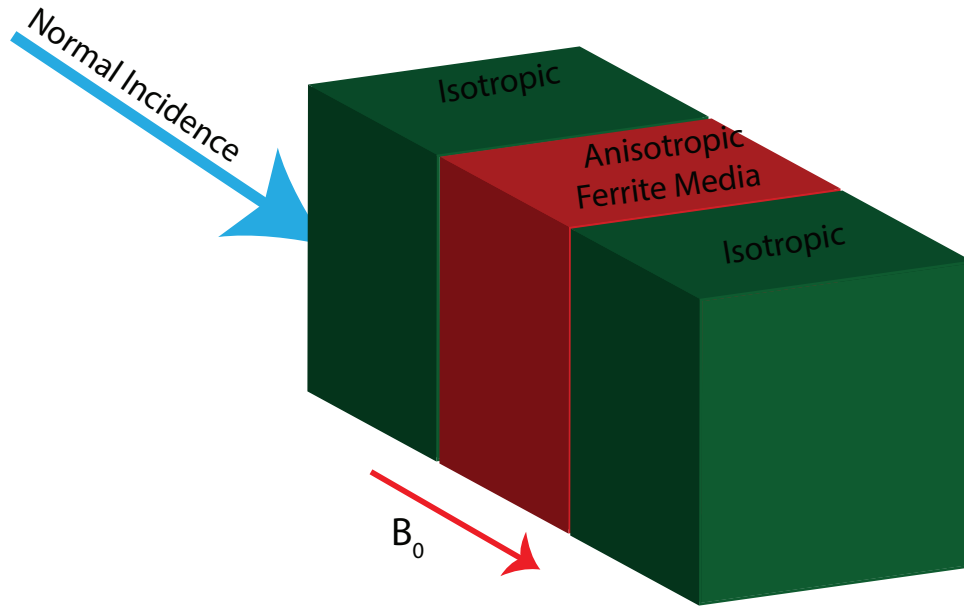 Normal Incidence
Isotropic
Anisotropic
Ferrite Media
Isotropic
B₀